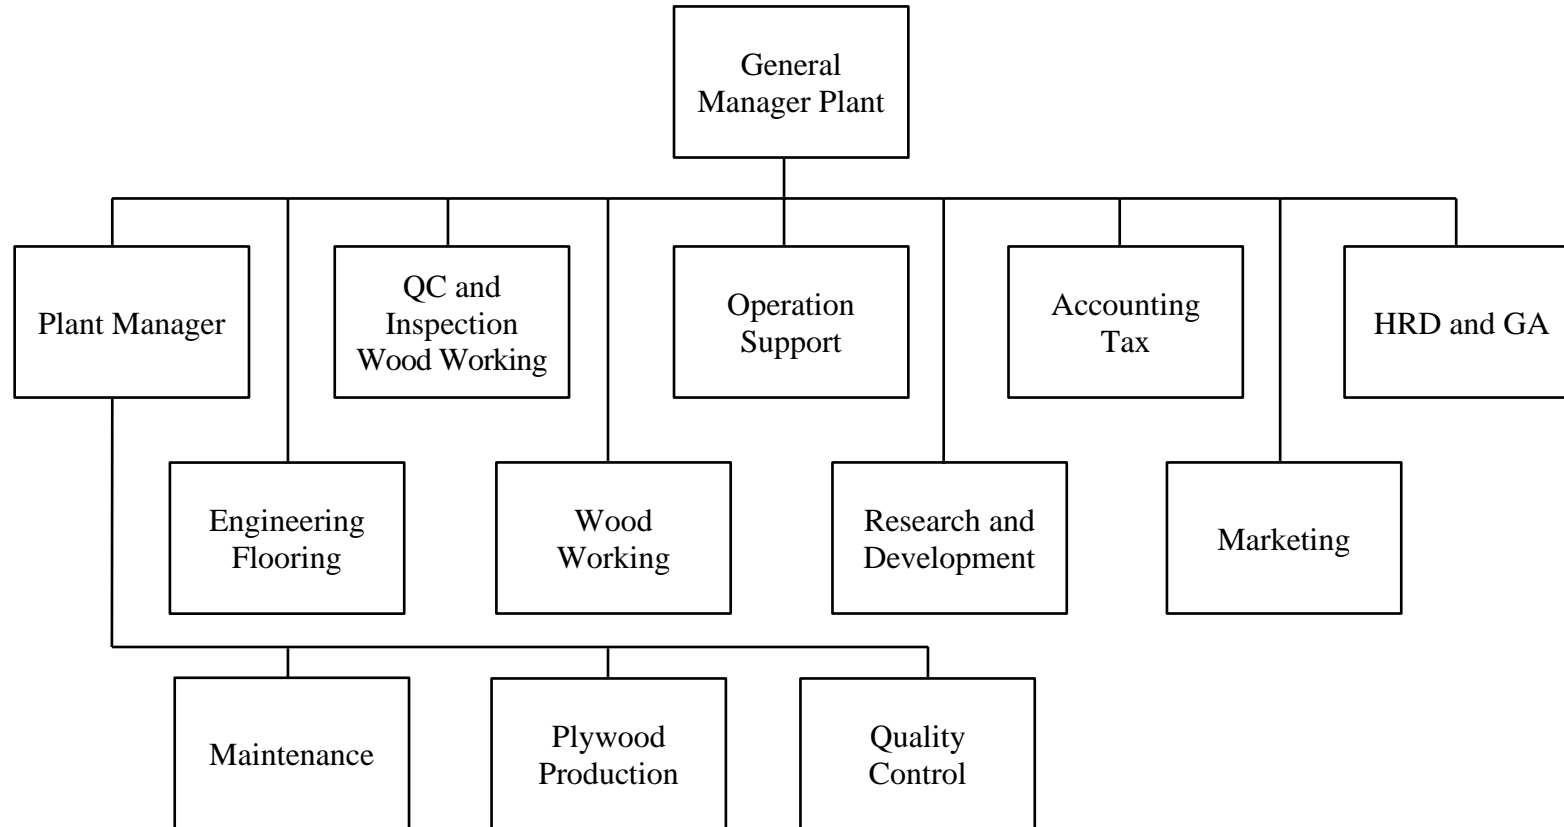 General
Manager Plant
Plant Manager
QC and
Inspection
Wood Working
Operation
Support
Accounting
Tax
HRD and GA
Engineering
Flooring
Wood
Working
Research and
Development
Marketing
Maintenance
Plywood
Production
Quality
Control